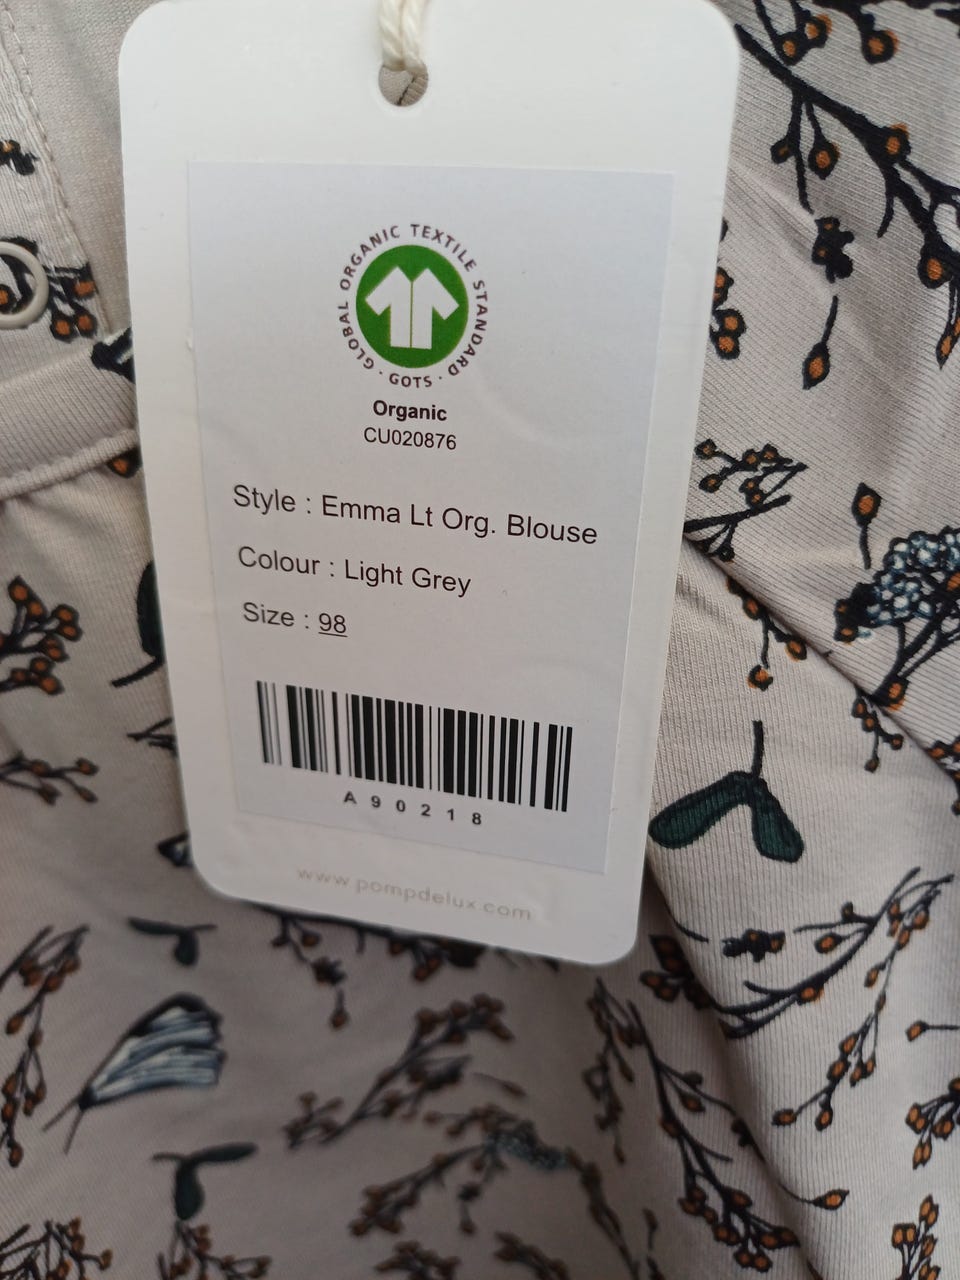 GLOBAL ORGANIC TEXTILE STANDARD · GOTS ·
Organic
CU020876
Style : Emma Lt Org. Blouse
Colour : Light Grey
Size : 98
A90218
www.pompdelux.com